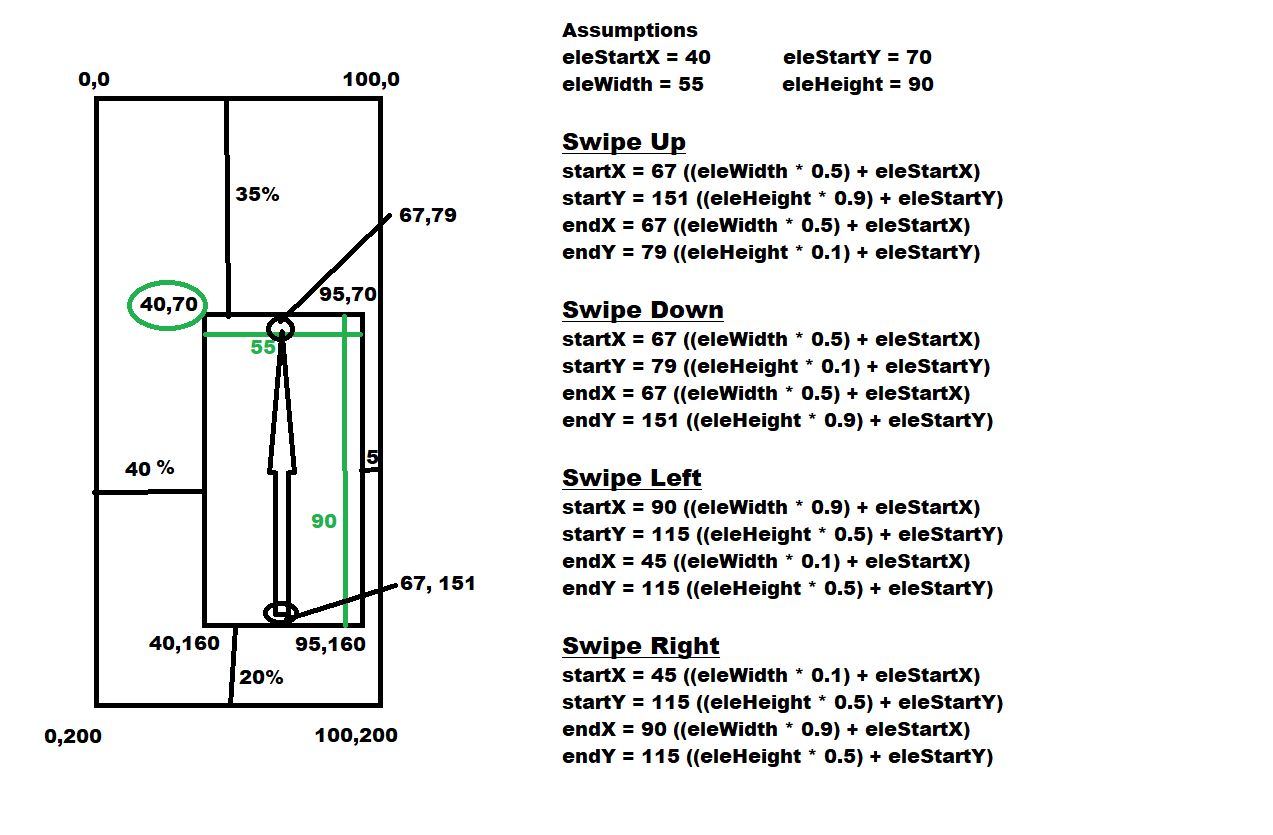 0,0
100,0
35%
67,79
40,70
95,70
55
40 %
5
90
67, 151
40,160
95,160
20%
0,200
100,200
Assumptions
eleStartX = 40 eleStartY = 70
eleWidth = 55 eleHeight = 90
Swipe Up
startX = 67 ((eleWidth * 0.5) + eleStartX)
startY = 151 ((eleHeight * 0.9) + eleStartY)
endX = 67 ((eleWidth * 0.5) + eleStartX)
endY = 79 ((eleHeight * 0.1) + eleStartY)
Swipe Down
startX = 67 ((eleWidth * 0.5) + eleStartX)
startY = 79 ((eleHeight * 0.1) + eleStartY)
endX = 67 ((eleWidth * 0.5) + eleStartX)
endY = 151 ((eleHeight * 0.9) + eleStartY)
Swipe Left
startX = 90 ((eleWidth * 0.9) + eleStartX)
startY = 115 ((eleHeight * 0.5) + eleStartY)
endX = 45 ((eleWidth * 0.1) + eleStartX)
endY = 115 ((eleHeight * 0.5) + eleStartY)
Swipe Right
startX = 45 ((eleWidth * 0.1) + eleStartX)
startY = 115 ((eleHeight * 0.5) + eleStartY)
endX = 90 ((eleWidth * 0.9) + eleStartX)
endY = 115 ((eleHeight * 0.5) + eleStartY)